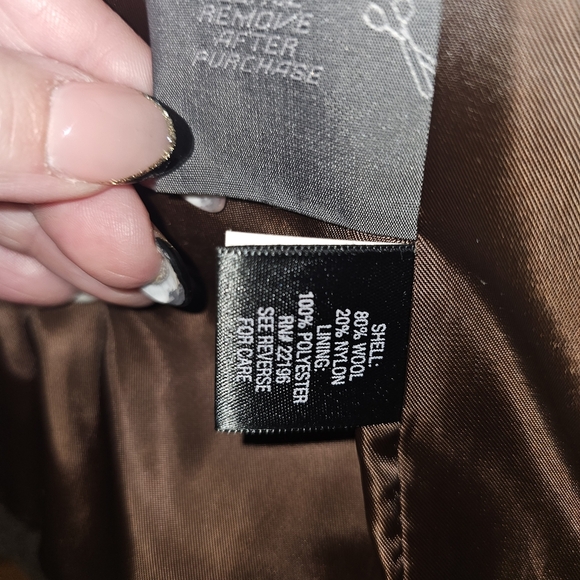 REMOVE
AFTER
PURCHASE
SHELL:
80% WOOL
20% NYLON
LINING:
100% POLYESTER
RN# 22196
SEE REVERSE
FOR CARE